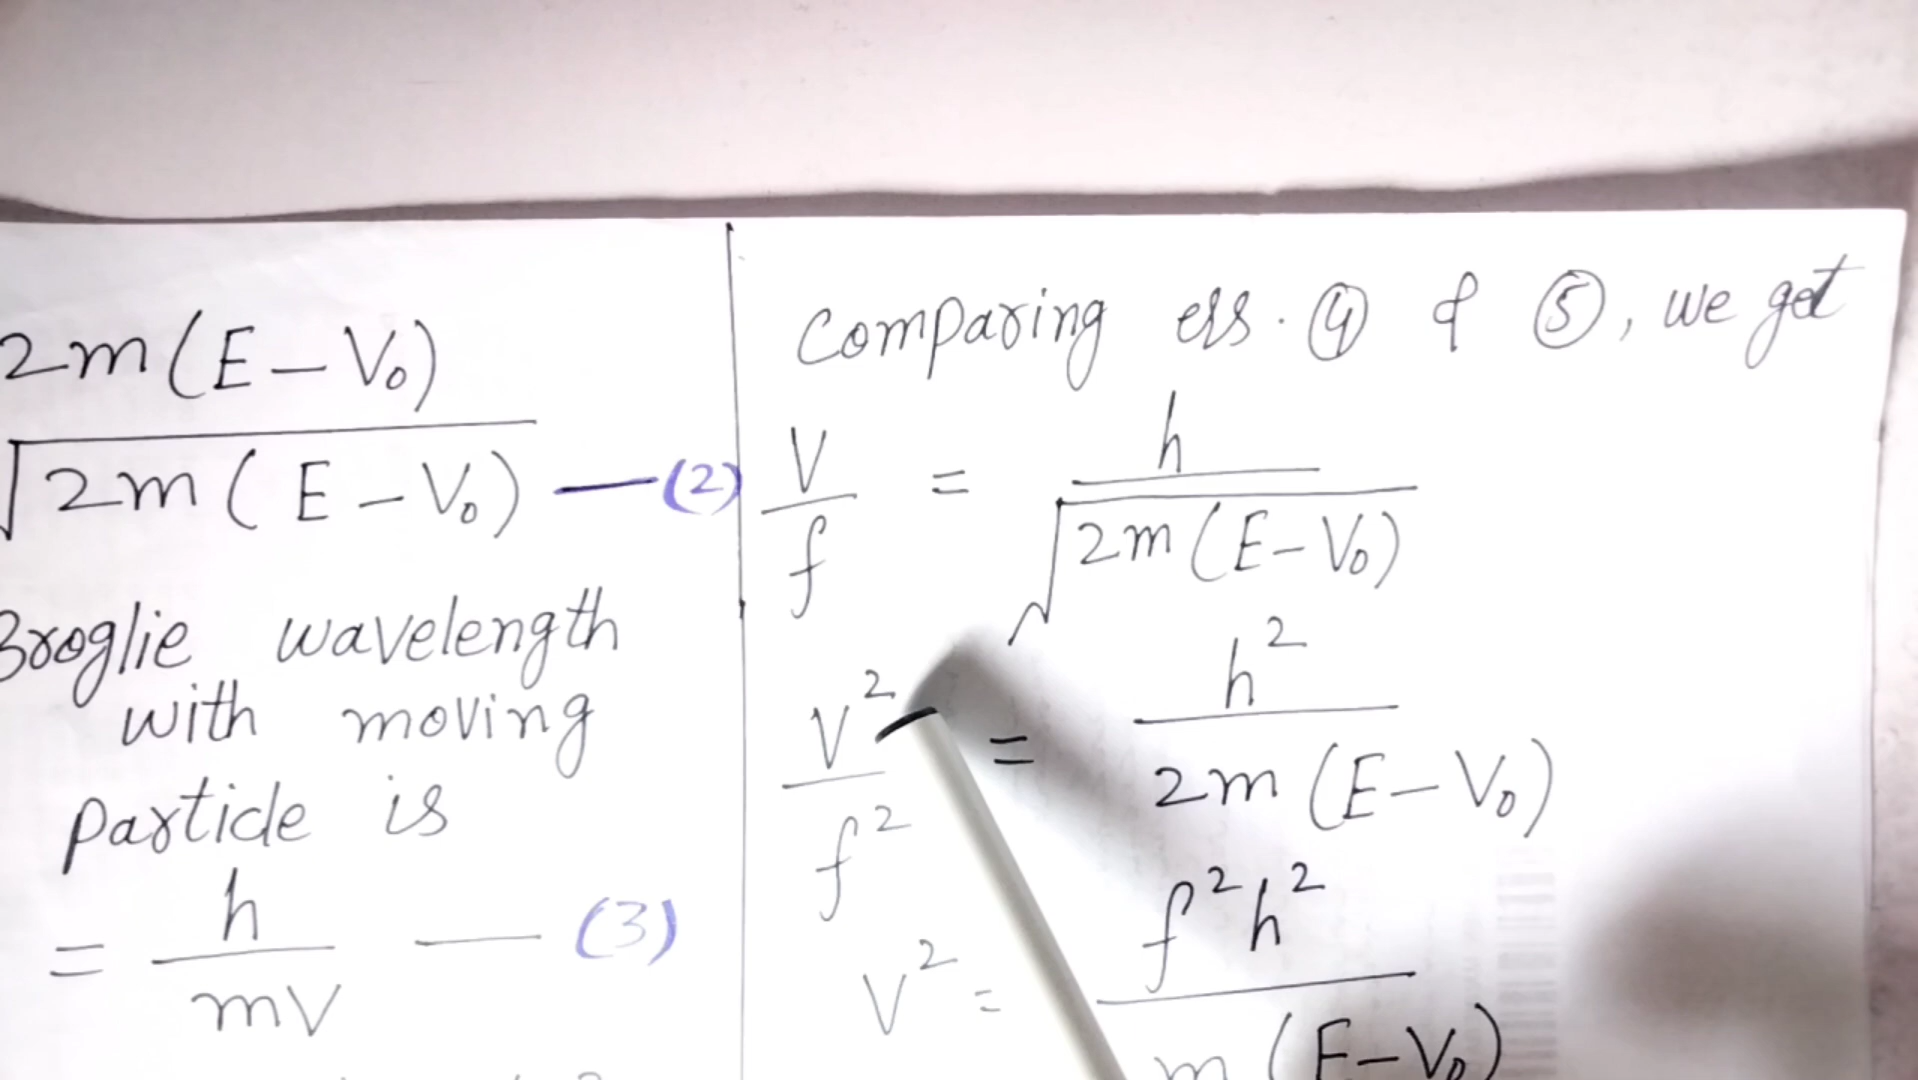 2m(E-V₀)
√2m(E-V₀) —(2)
Broglie wavelength
with moving
particle is
= h/mV — (3)
Comparing eqs. ④ & ⑤, we get
V/f = h/√2m(E-V₀)
V²/f² = h²/2m(E-V₀)
V² = f²h²/m(E-V₀)